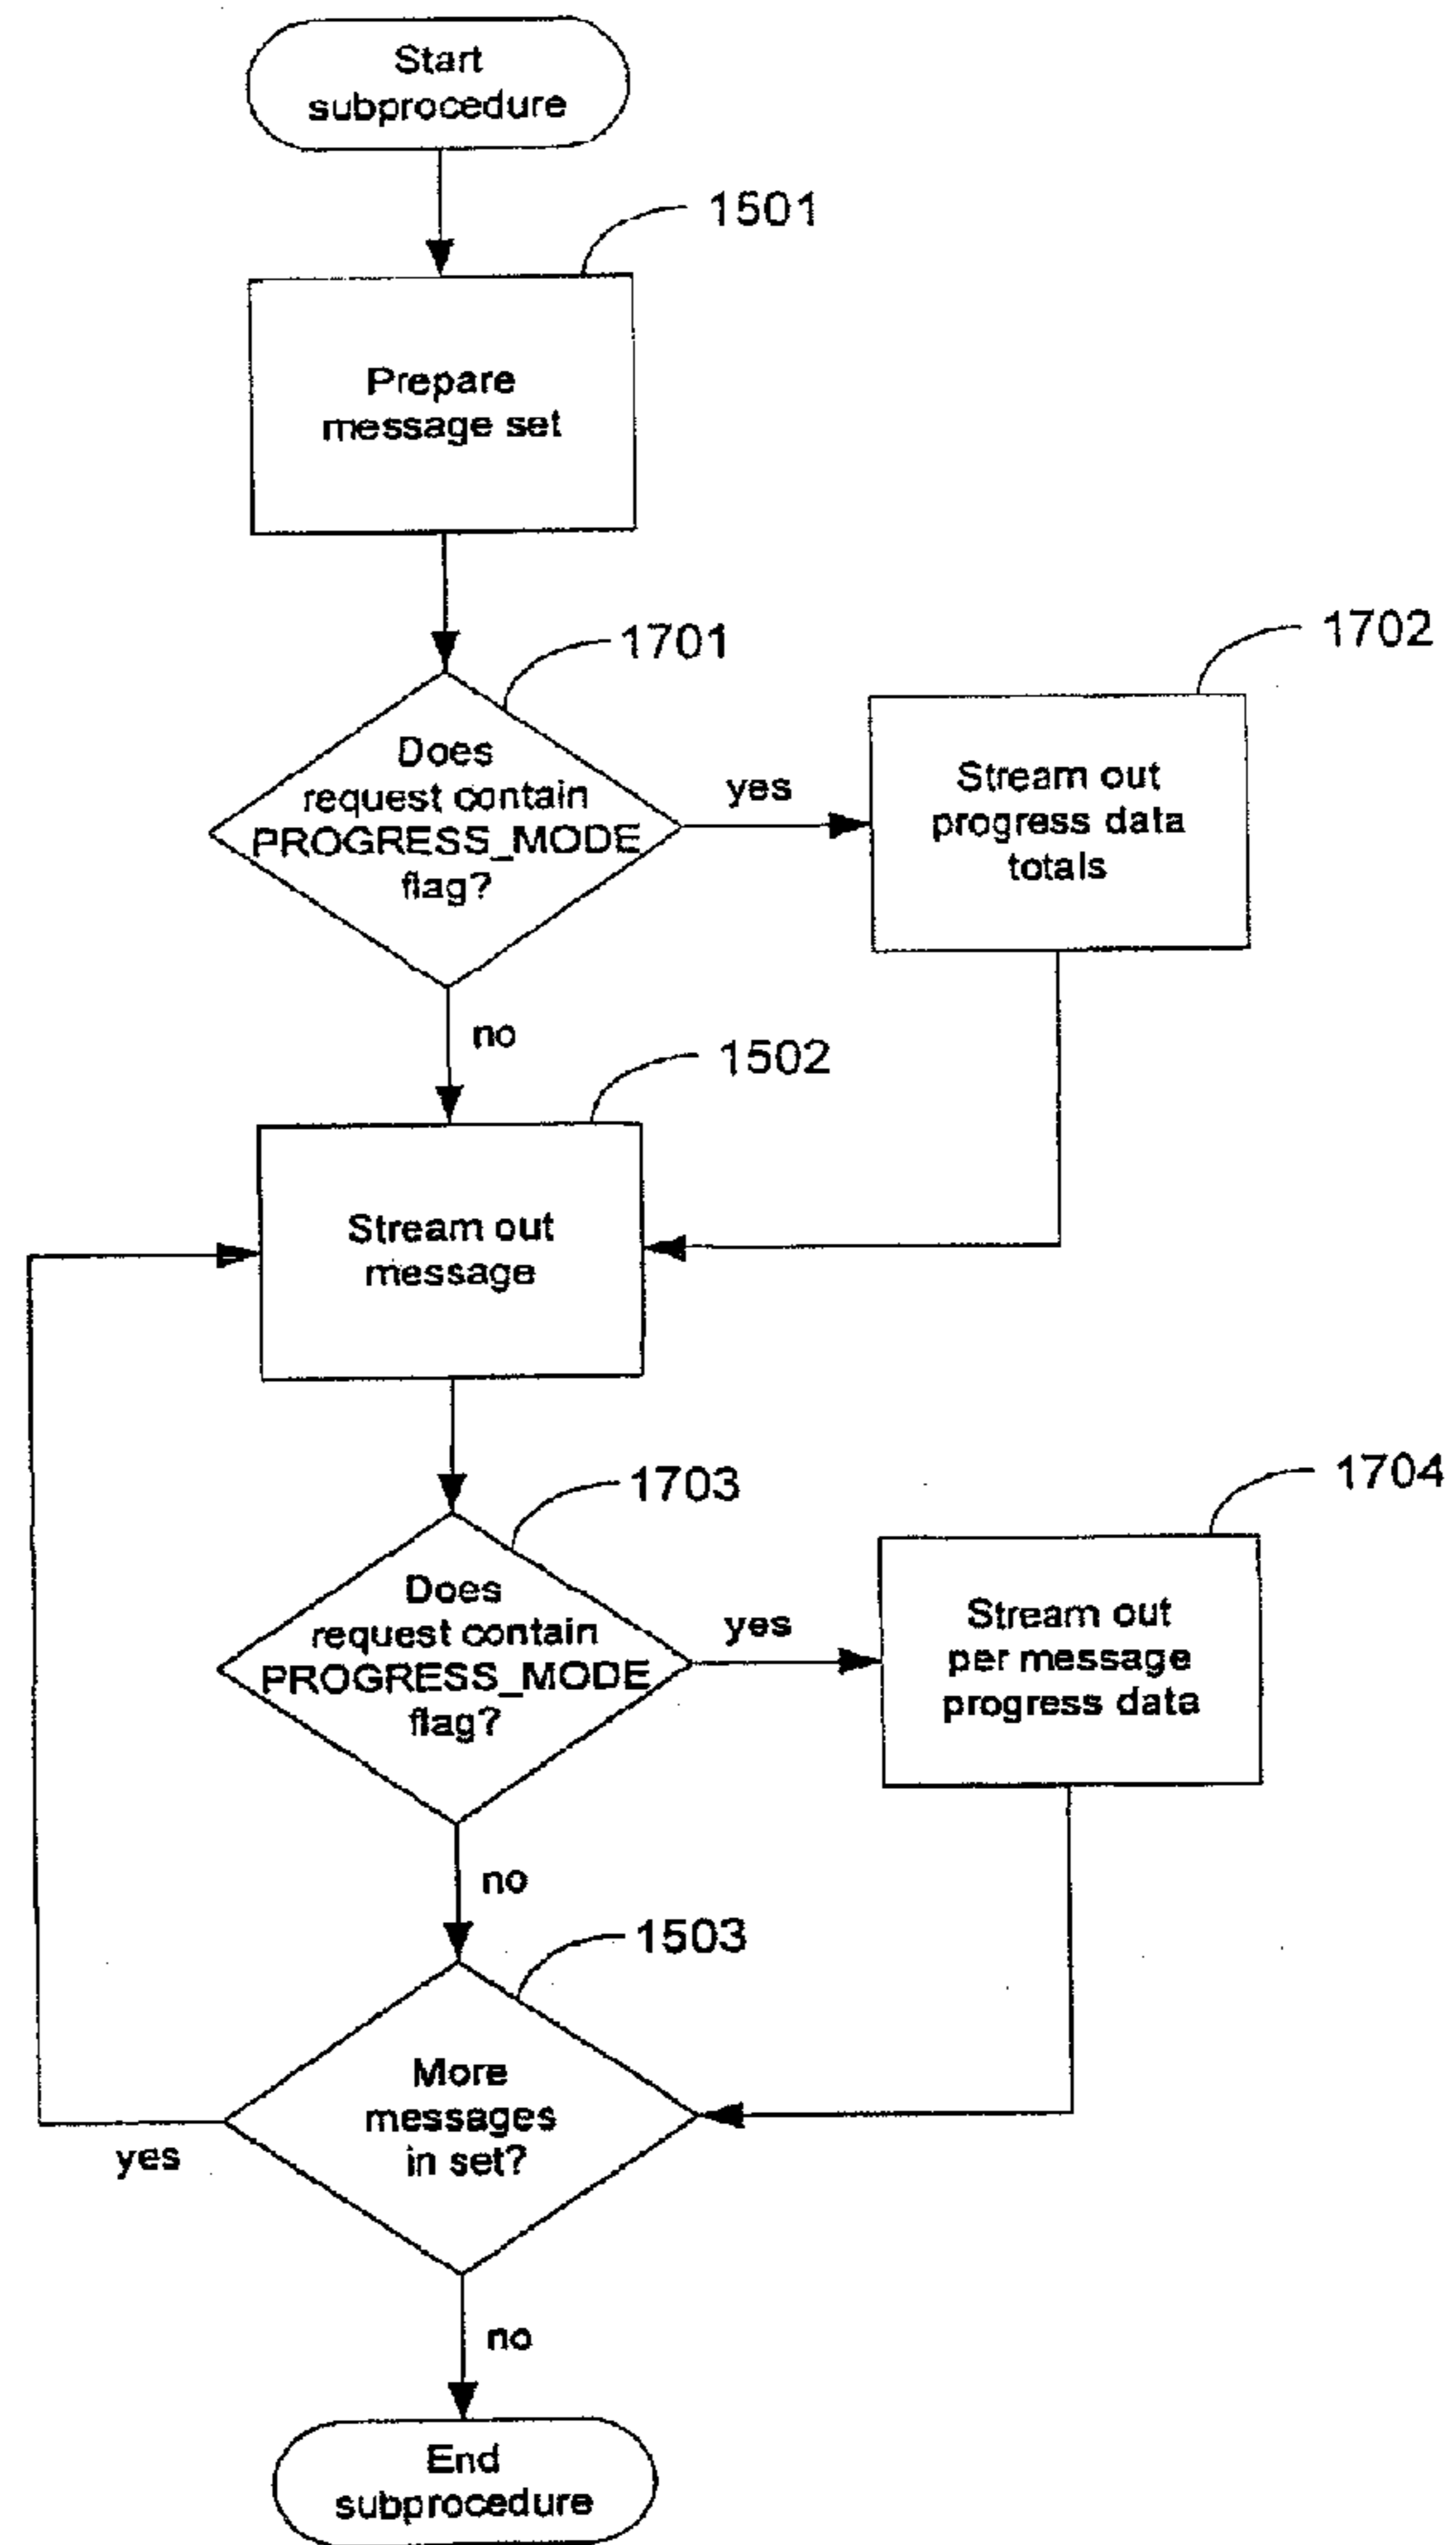 Start
subprocedure
1501
Prepare
message set
1701
1702
Does
request contain
PROGRESS_MODE
flag?
yes
Stream out
progress data
totals
no
1502
Stream out
message
1703
1704
Does
request contain
PROGRESS_MODE
flag?
yes
Stream out
per message
progress data
no
1503
More
messages
in set?
yes
no
End
subprocedure